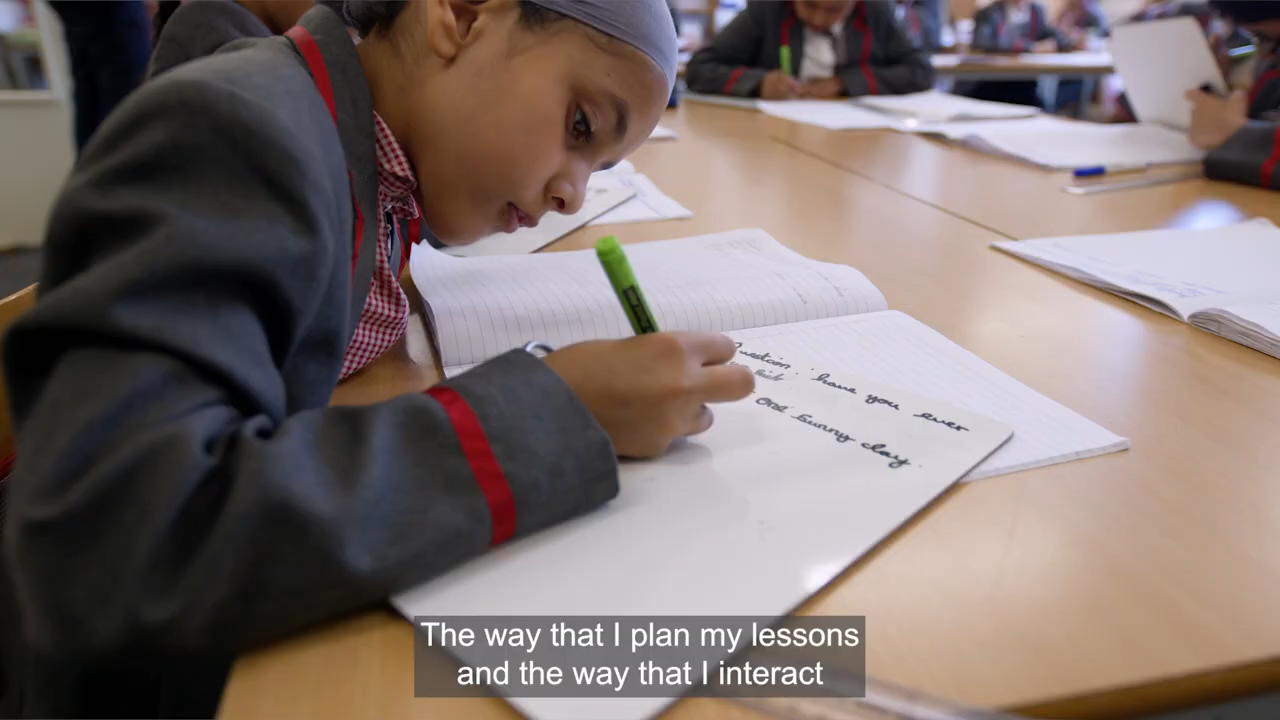 Question : have you ever
One sunny day.
The way that I plan my lessons
and the way that I interact